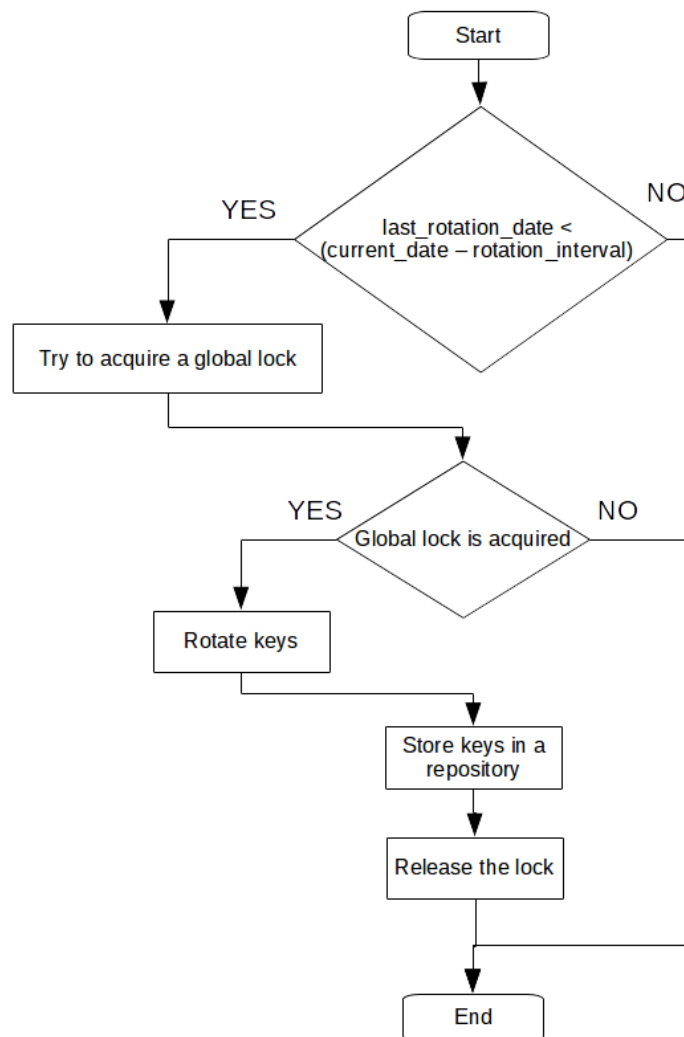 Start
YES
NO
last_rotation_date <
(current_date – rotation_interval)
Try to acquire a global lock
YES
NO
Global lock is acquired
Rotate keys
Store keys in a
repository
Release the lock
End